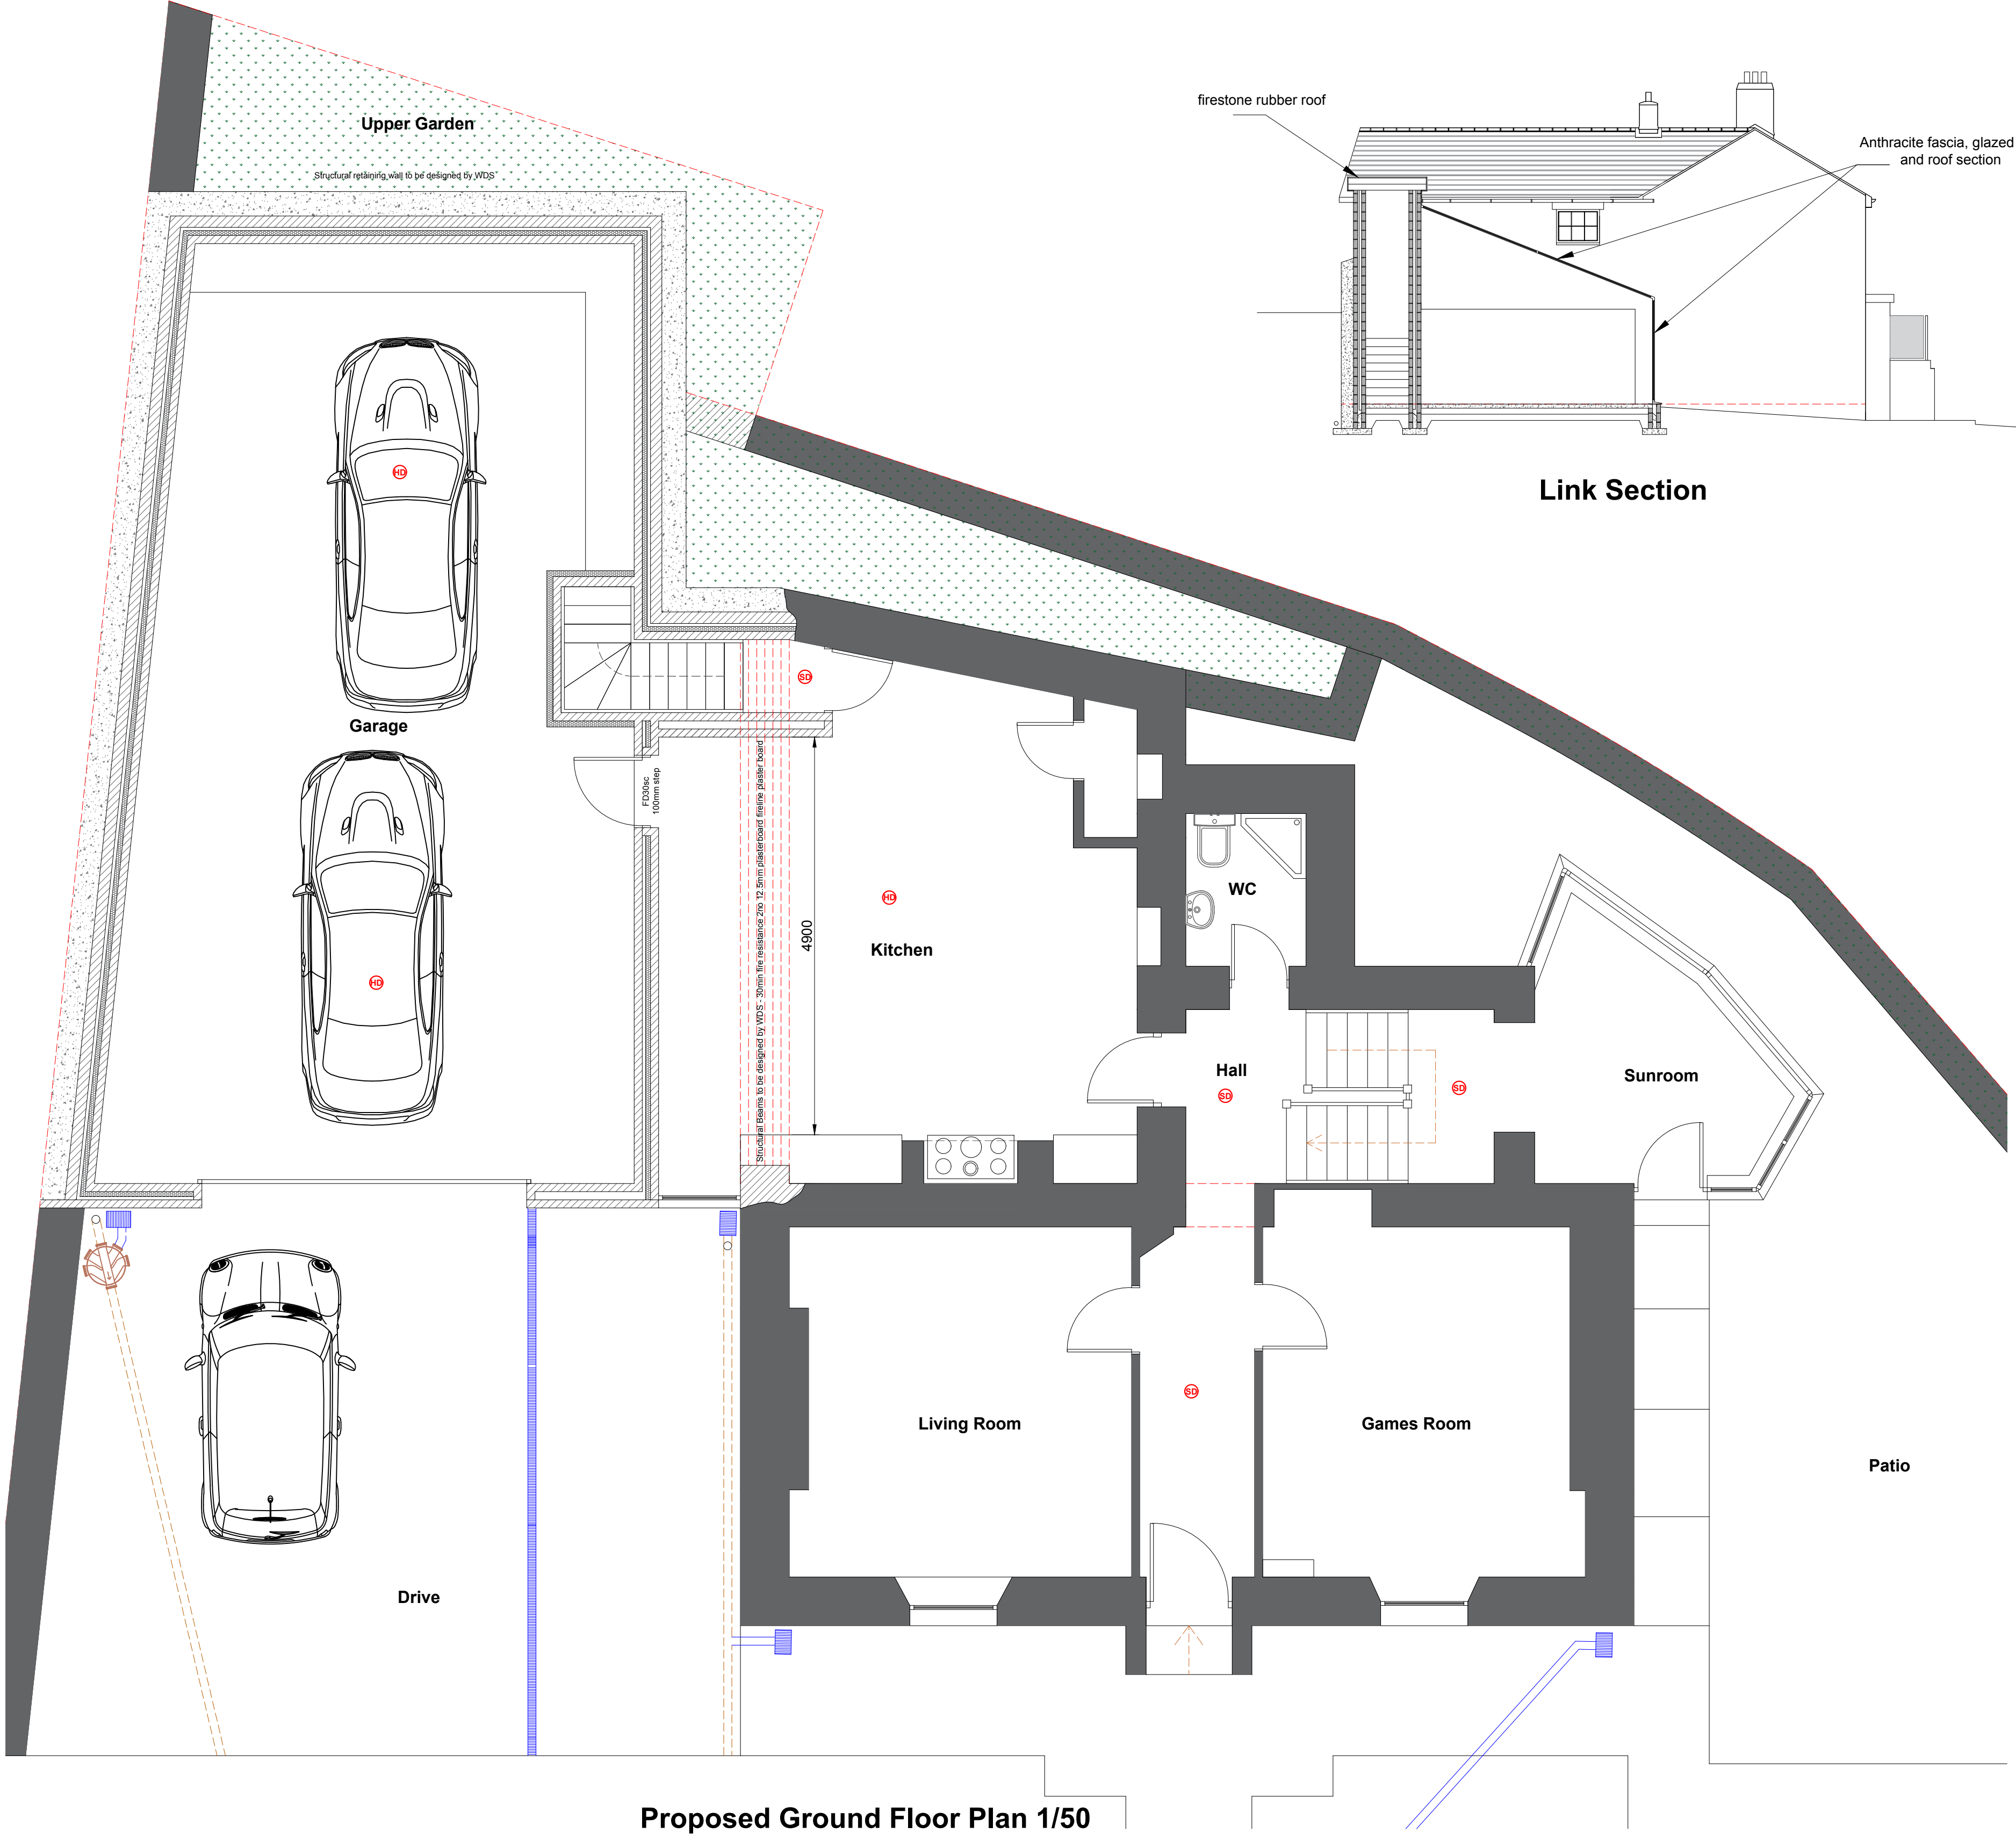 firestone rubber roof
Anthracite fascia, glazed
and roof section
Link Section
Upper Garden
Structural retaining wall to be designed by WDS
HD
Garage
SD
FD30sc
100mm step
Structural Beams to be designed by WDS - 30min fire resistance 2no 12.5mm plasterboard fireline plaster board
4900
HD
Kitchen
WC
HD
Hall
SD
SD
Sunroom
SD
Living Room
Games Room
Patio
Drive
Proposed Ground Floor Plan 1/50